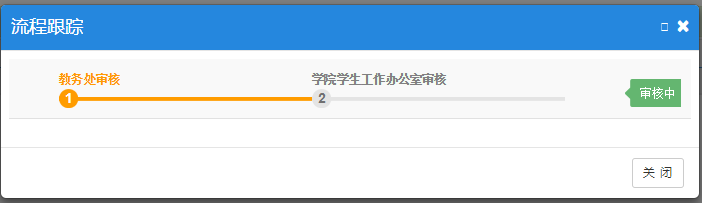 流程跟踪
教务处审核
学院学生工作办公室审核
1
2
审核中
关 闭